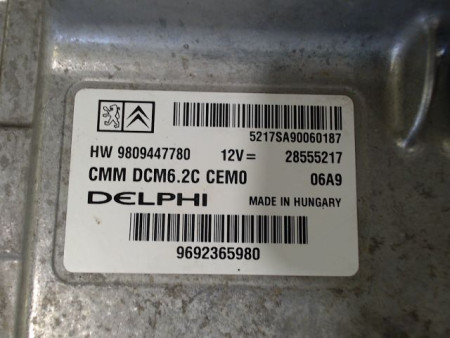 5217SA90060187
HW 9809447780 12V= 28555217
CMM DCM6.2C CEM0 06A9
DELPHI MADE IN HUNGARY
9692365980